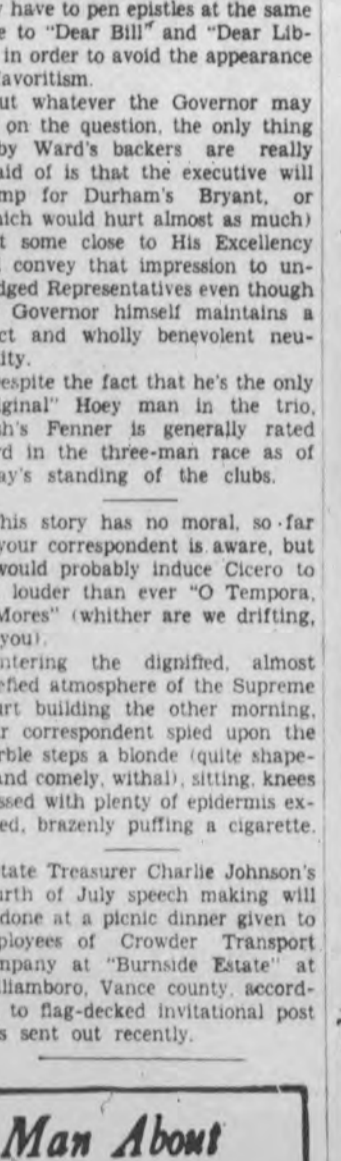 have to pen epistles at the same
to "Dear Bill" and "Dear Lib-
in order to avoid the appearance
avoritism.
ut whatever the Governor may
on the question, the only thing
by Ward's backers are really
aid of is that the executive will
mp for Durham's Bryant, or
hich would hurt almost as much)
t some close to His Excellency
convey that impression to un-
dged Representatives even though
Governor himself maintains a
ct and wholly benevolent neu-
ity.
espite the fact that he's the only
iginal" Hoey man in the trio,
sh's Fenner is generally rated
rd in the three-man race as of
ay's standing of the clubs.
his story has no moral, so far
your correspondent is aware, but
would probably induce Cicero to
louder than ever "O Tempora,
Mores" (whither are we drifting,
you).
ntering the dignified, almost
efied atmosphere of the Supreme
urt building the other morning,
r correspondent spied upon the
rble steps a blonde (quite shape-
and comely, withal), sitting, knees
ssed with plenty of epidermis ex-
ed, brazenly puffing a cigarette.
tate Treasurer Charlie Johnson's
urth of July speech making will
done at a picnic dinner given to
ployees of Crowder Transport
mpany at "Burnside Estate" at
lliamboro, Vance county, accord-
to flag-decked invitational post
s sent out recently.
Man About